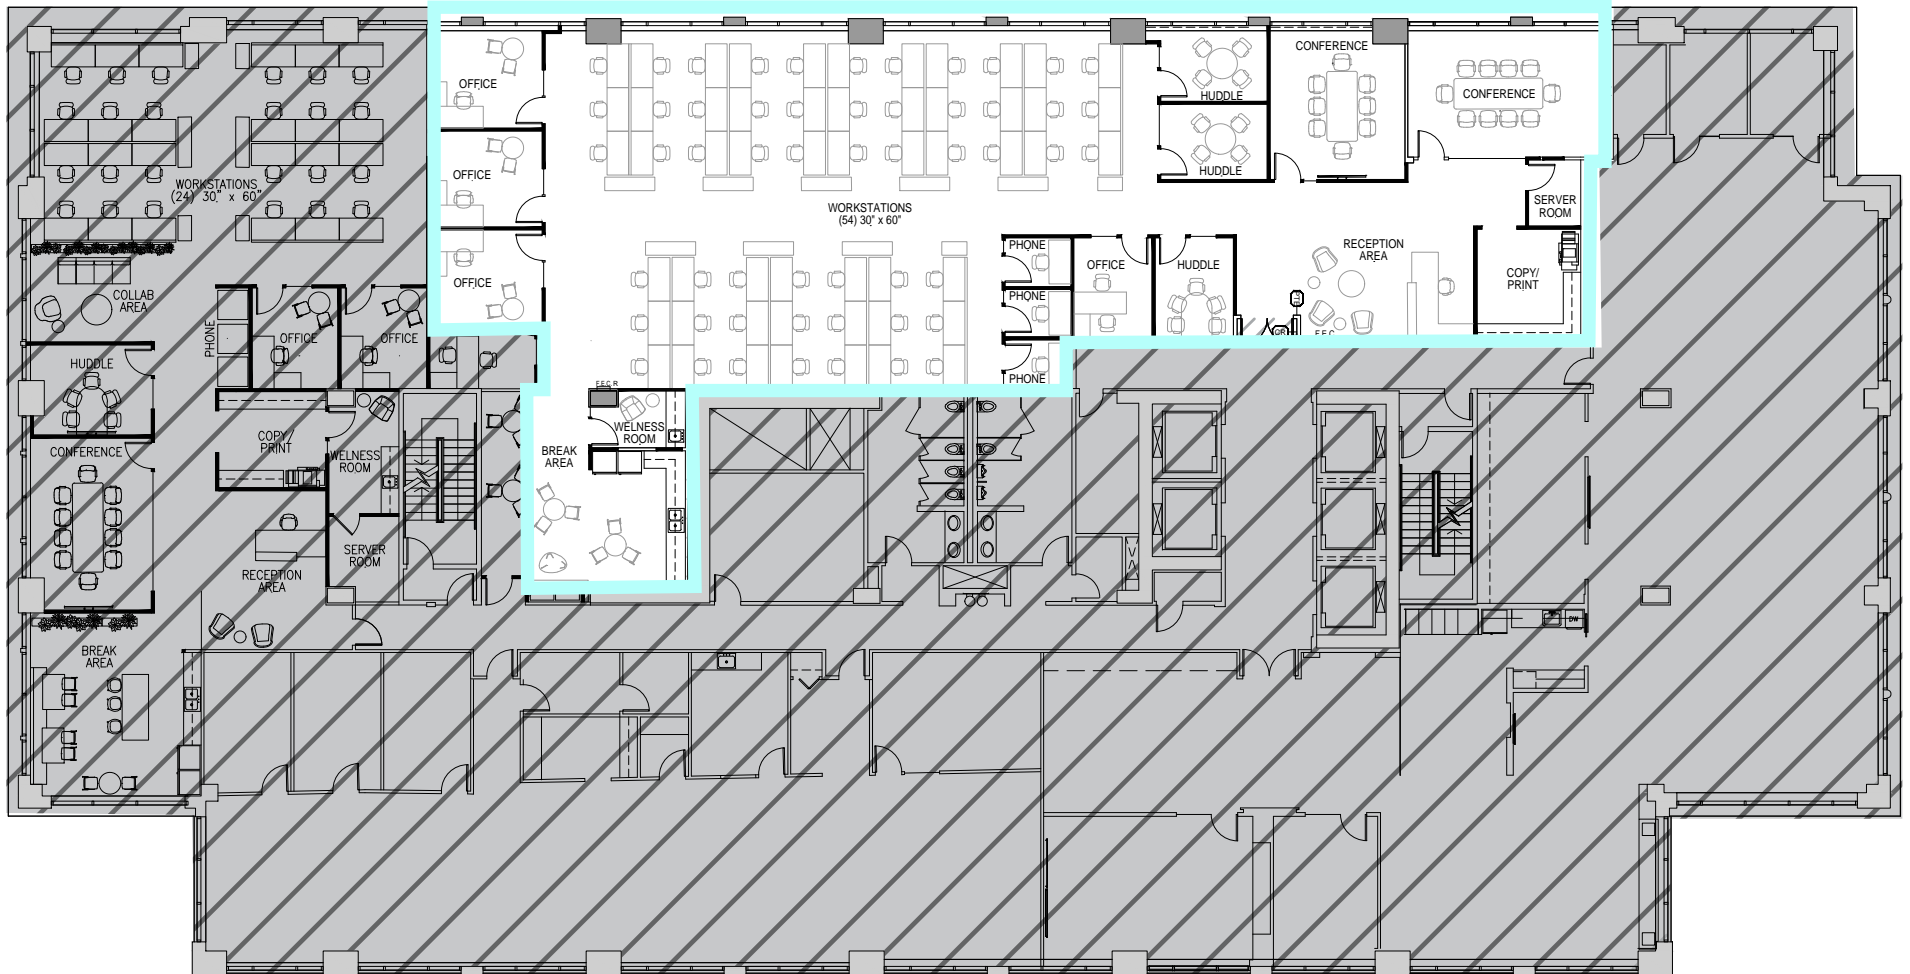 OFFICE
OFFICE
OFFICE
HUDDLE
HUDDLE
CONFERENCE
CONFERENCE
SERVER
ROOM
WORKSTATIONS
(54) 30" x 60"
PHONE
PHONE
PHONE
OFFICE
HUDDLE
RECEPTION
AREA
COPY/
PRINT
F.E.C.
F.E.C.R
WELNESS
ROOM
BREAK
AREA
WORKSTATIONS
(24) 30" x 60"
COLLAB
AREA
PHONE
OFFICE
OFFICE
HUDDLE
COPY/
PRINT
WELNESS
ROOM
CONFERENCE
SERVER
ROOM
RECEPTION
AREA
BREAK
AREA
DW